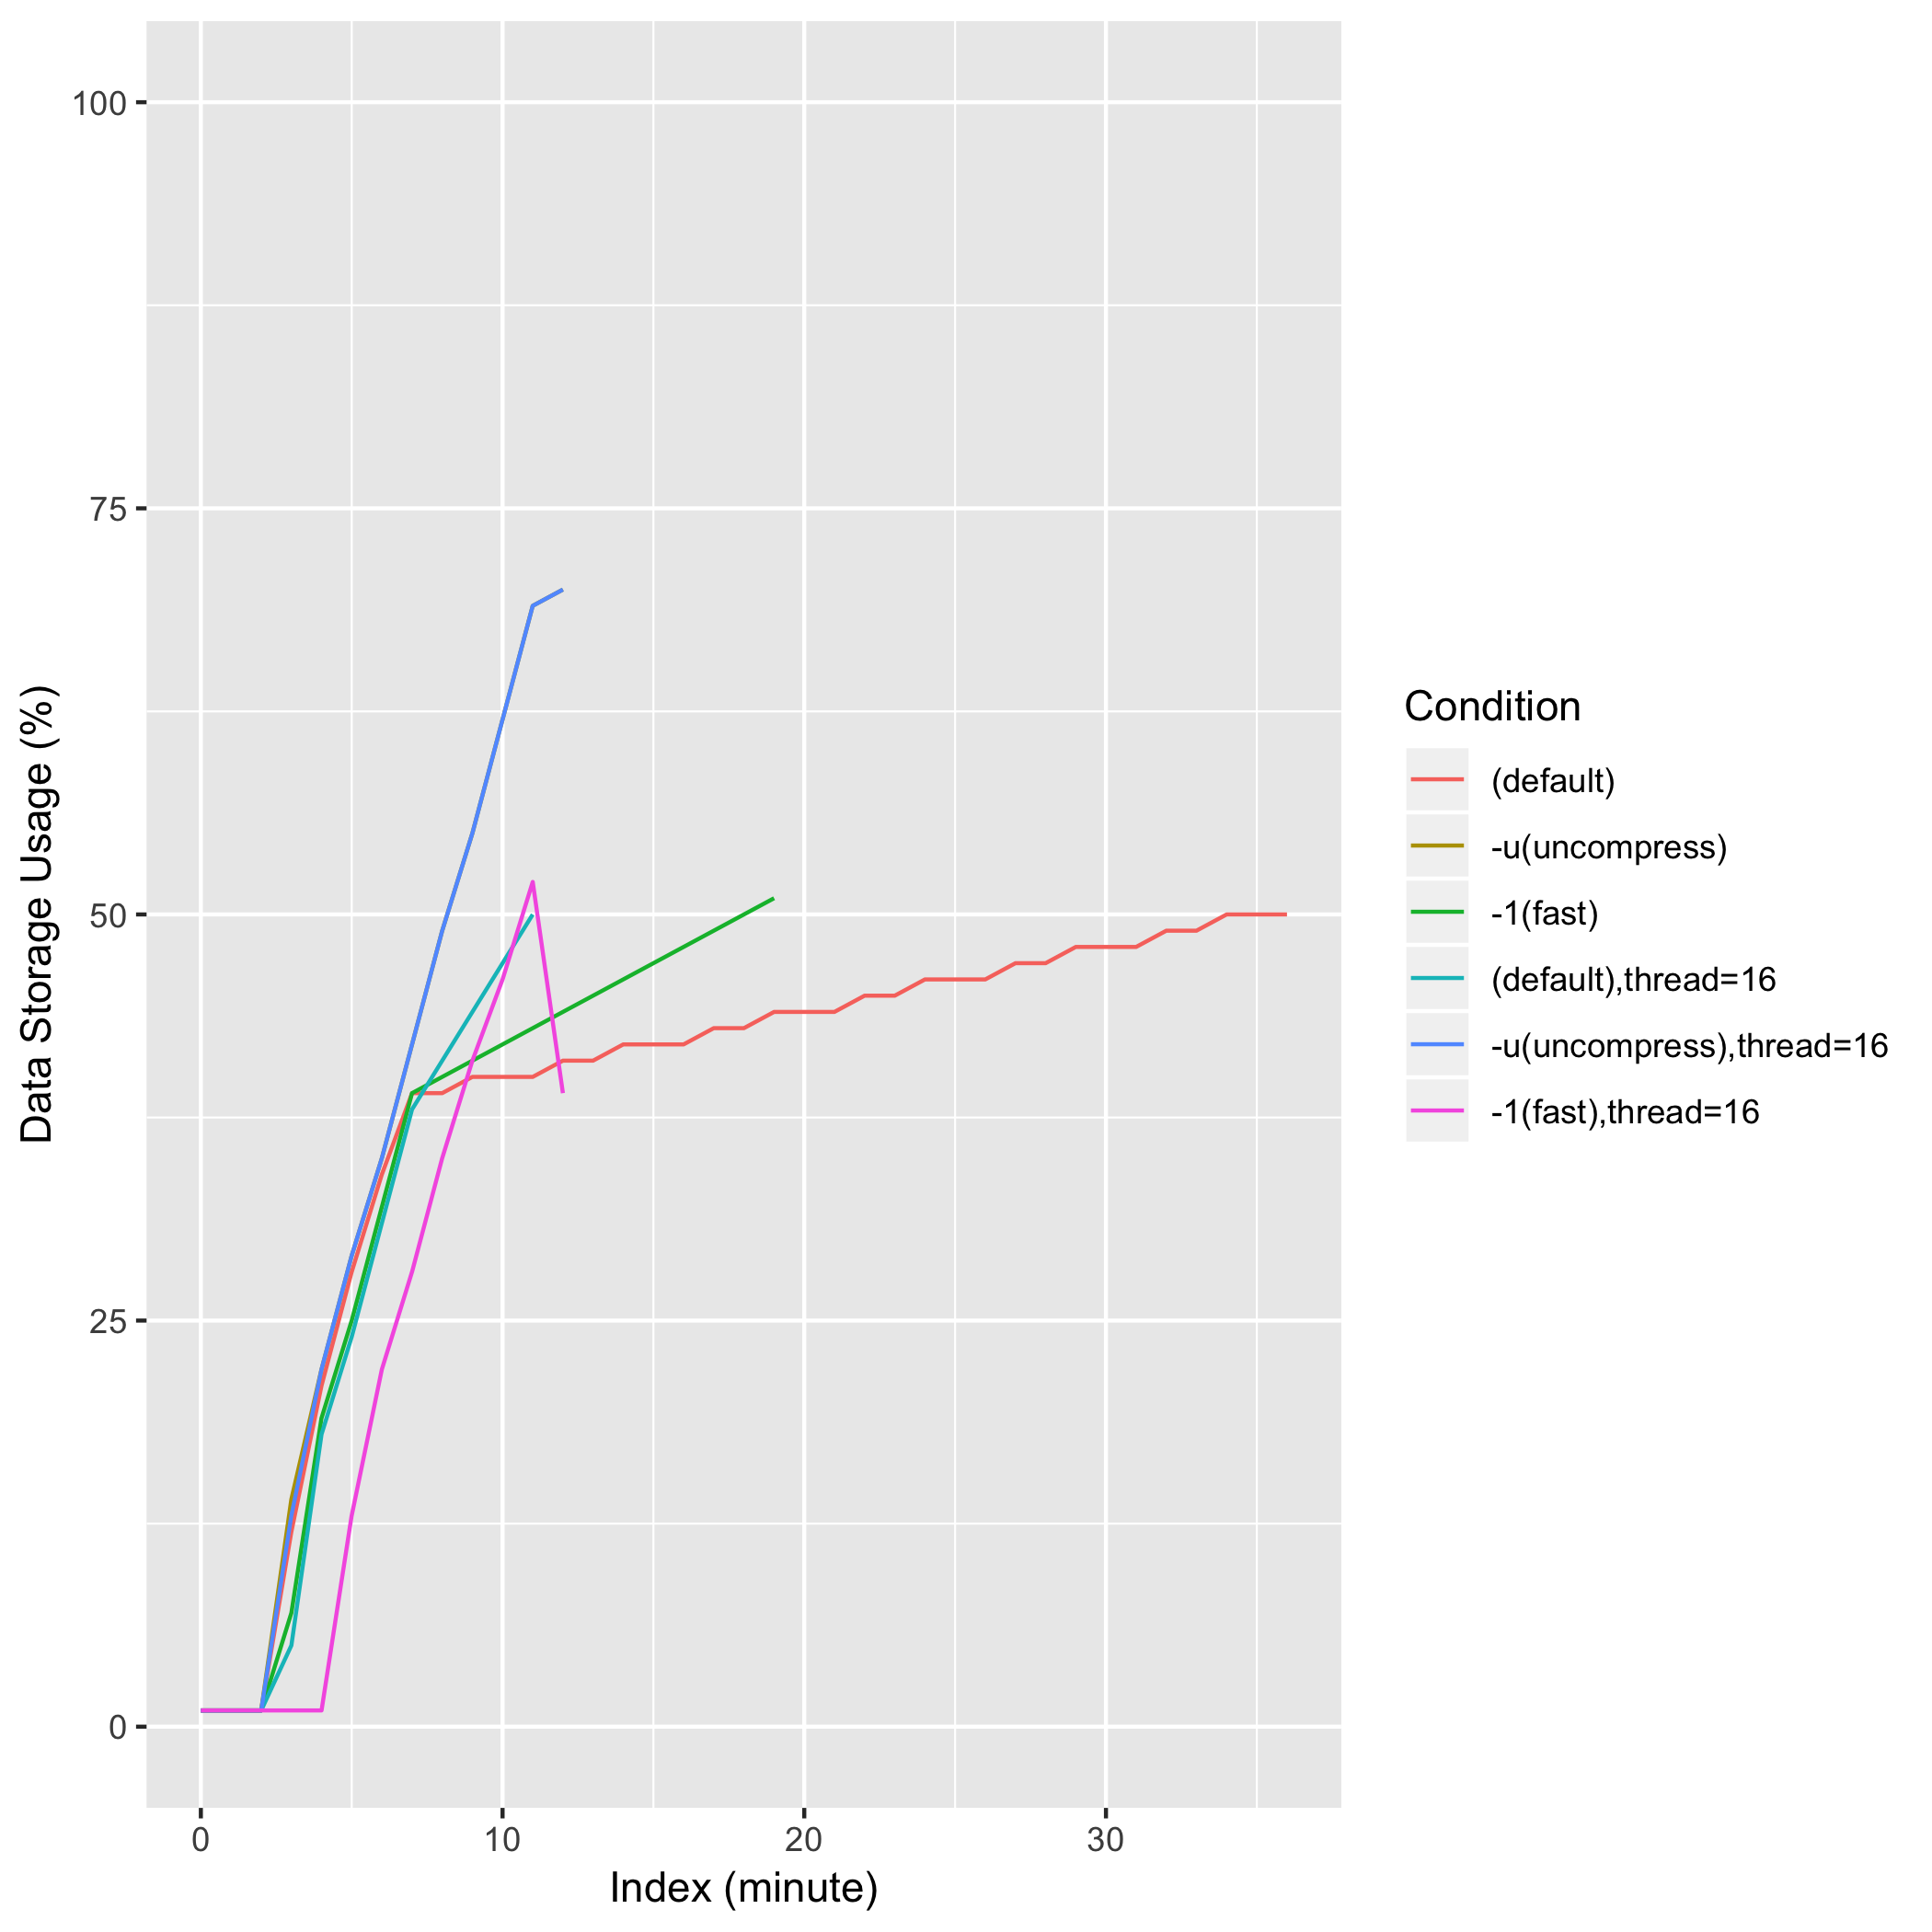 100
75
50
25
0
Data Storage Usage (%)
0 10 20 30
Index (minute)
Condition
(default)
-u(uncompress)
-1(fast)
(default),thread=16
-u(uncompress),thread=16
-1(fast),thread=16